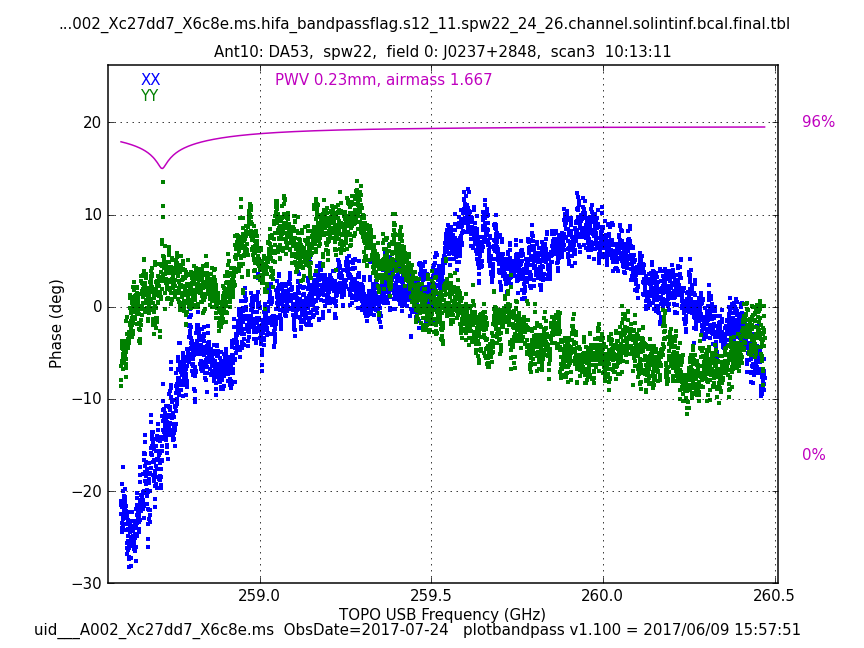 ...002_Xc27dd7_X6c8e.ms.hifa_bandpassflag.s12_11.spw22_24_26.channel.solintinf.bcal.final.tbl
Ant10: DA53,  spw22,  field 0: J0237+2848,  scan3  10:13:11
XX
YY
PWV 0.23mm, airmass 1.667
96%
0%
20
10
0
−10
−20
−30
Phase (deg)
259.0
259.5
260.0
260.5
TOPO USB Frequency (GHz)
uid___A002_Xc27dd7_X6c8e.ms  ObsDate=2017-07-24   plotbandpass v1.100 = 2017/06/09 15:57:51